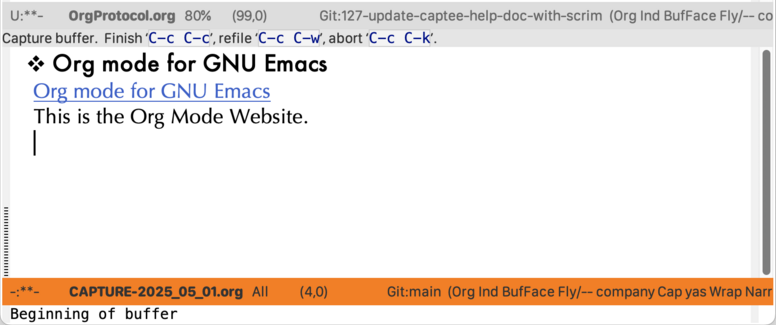 U:**- OrgProtocol.org 80% (99,0) Git:127-update-captee-help-doc-with-scrim (Org Ind BufFace Fly/-- co
Capture buffer. Finish ‘C-c C-c’, refile ‘C-c C-w’, abort ‘C-c C-k’.
❖ Org mode for GNU Emacs
Org mode for GNU Emacs
This is the Org Mode Website.
-:**- CAPTURE-2025_05_01.org All (4,0) Git:main (Org Ind BufFace Fly/-- company Cap yas Wrap Narr
Beginning of buffer